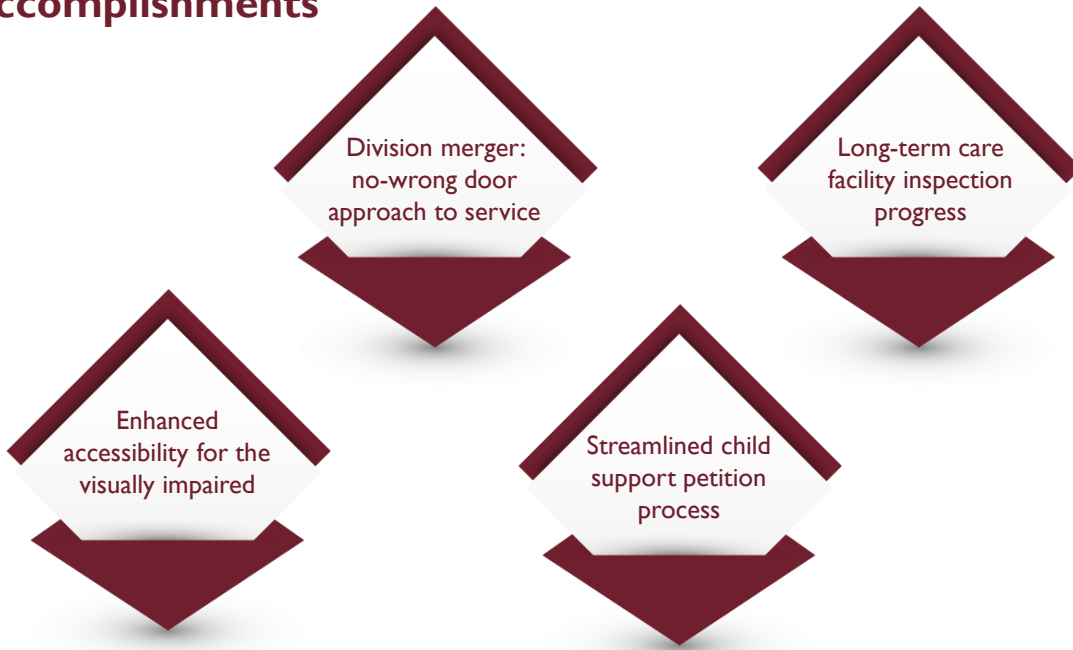 ccomplishments
Division merger:
no-wrong door
approach to service
Long-term care
facility inspection
progress
Enhanced
accessibility for the
visually impaired
Streamlined child
support petition
process